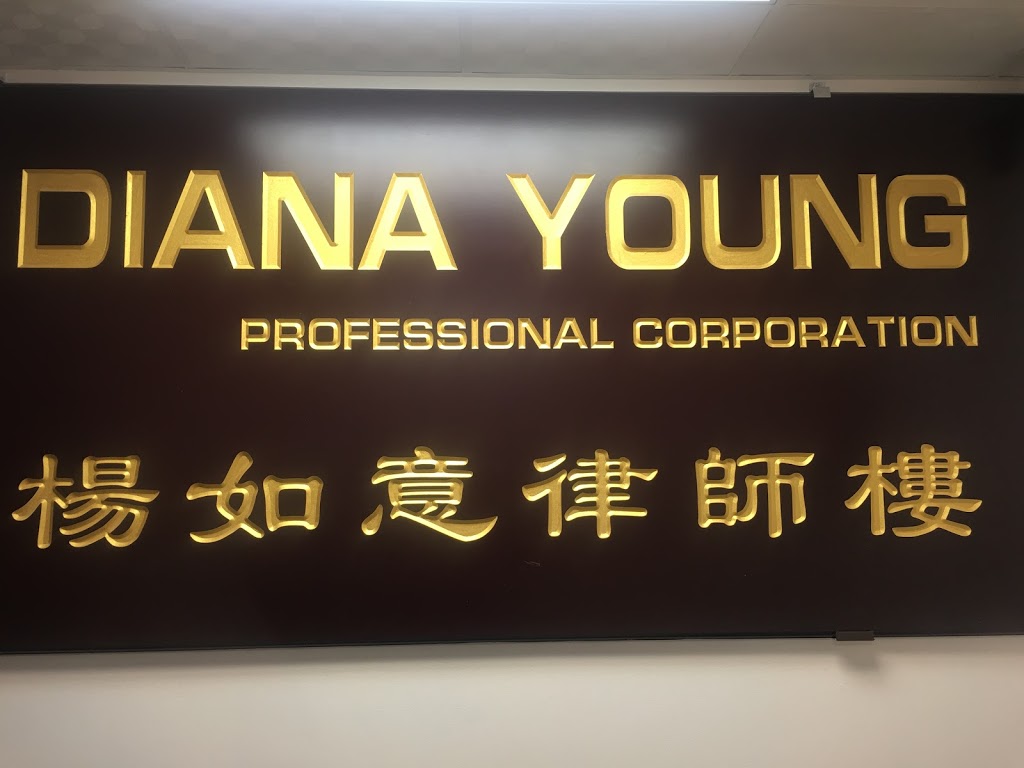 DIANA YOUNG
PROFESSIONAL CORPORATION
楊如意律師樓